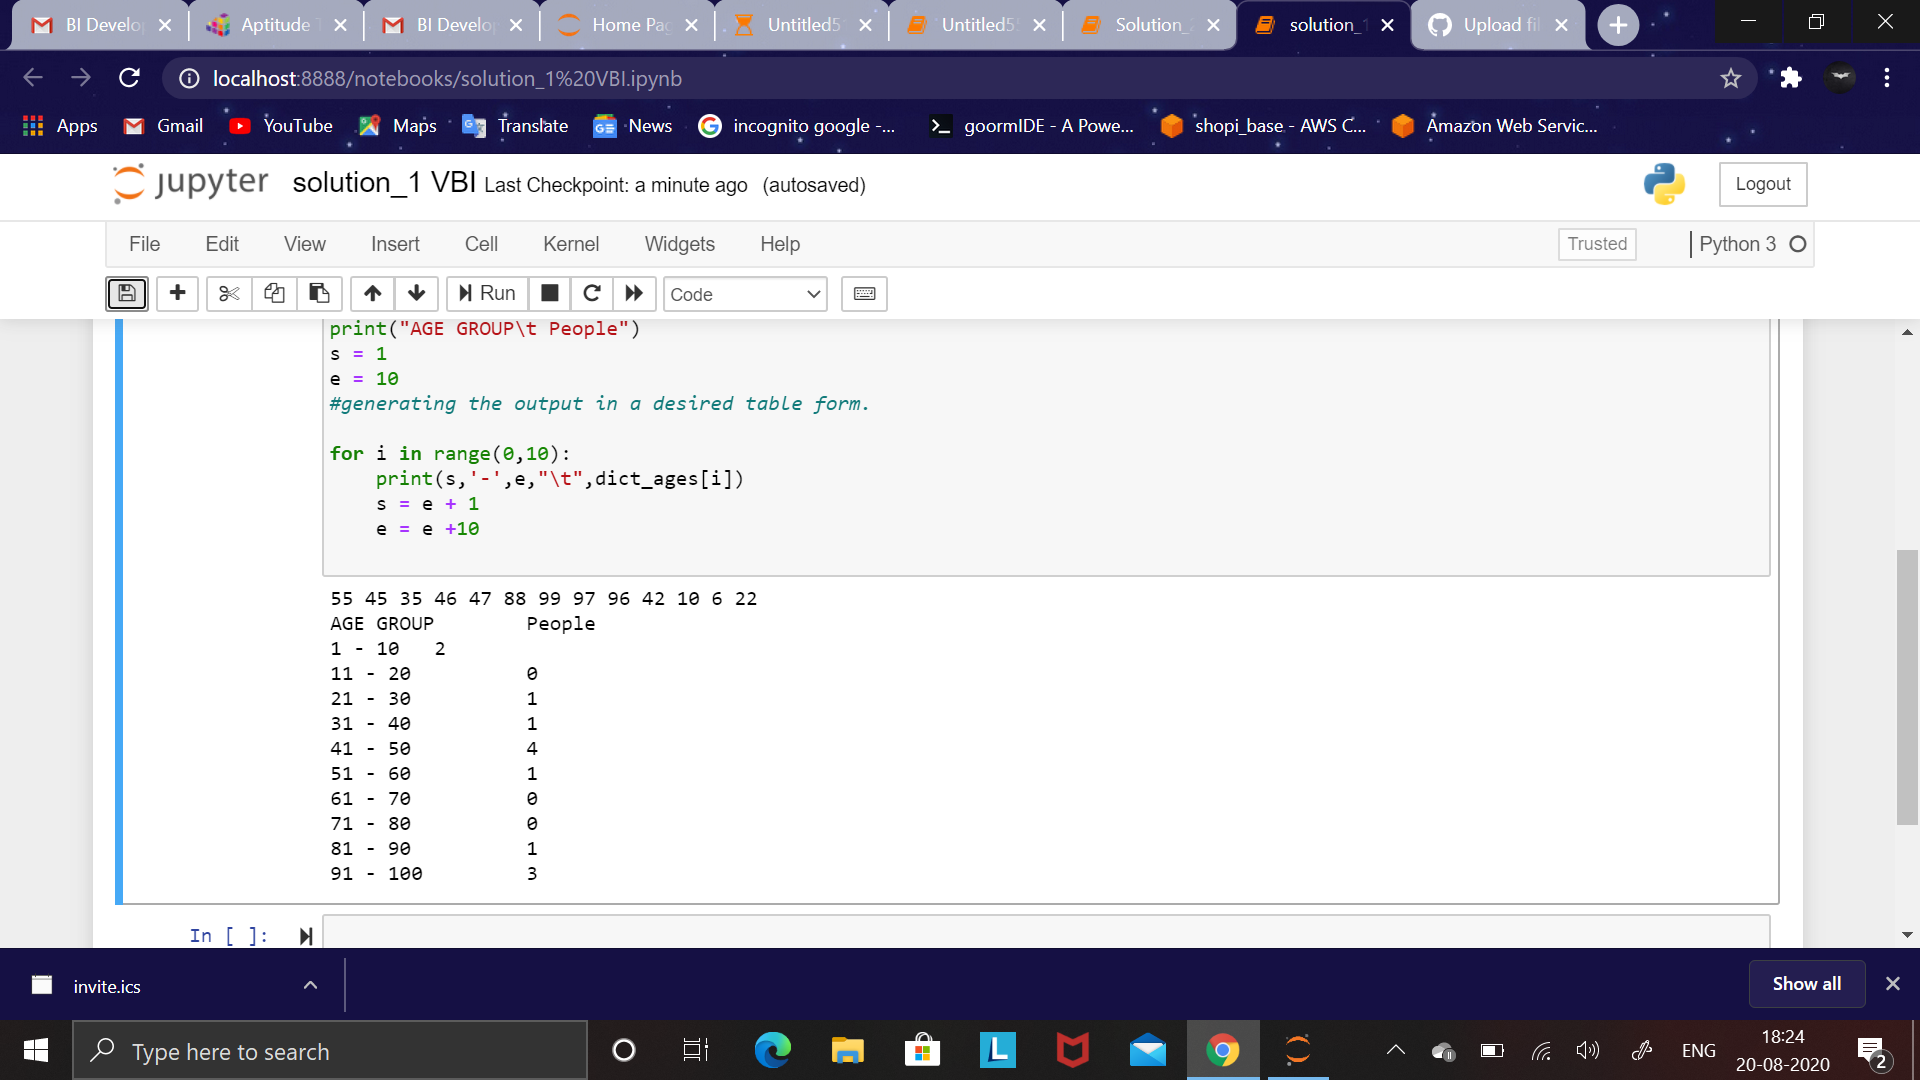 BI Develo
Aptitude
BI Develo
Home Pa
Untitled5
Untitled5
Solution_
solution_1
Upload fil
localhost:8888/notebooks/solution_1%20VBI.ipynb
Apps
Gmail
YouTube
Maps
Translate
News
incognito google -...
goormIDE - A Powe...
shopi_base - AWS C...
Amazon Web Servic...
jupyter
solution_1 VBI Last Checkpoint: a minute ago (autosaved)
Logout
File Edit View Insert Cell Kernel Widgets Help
Trusted
Python 3
Run
Code
print("AGE GROUP\t People")
s = 1
e = 10
#generating the output in a desired table form.
for i in range(0,10):
    print(s,'-',e,"\t",dict_ages[i])
    s = e + 1
    e = e +10
55 45 35 46 47 88 99 97 96 42 10 6 22
AGE GROUP        People
1 - 10   2
11 - 20          0
21 - 30          1
31 - 40          1
41 - 50          4
51 - 60          1
61 - 70          0
71 - 80          0
81 - 90          1
91 - 100         3
In [ ]:
invite.ics
Show all
Type here to search
L
ENG
18:24
20-08-2020
2